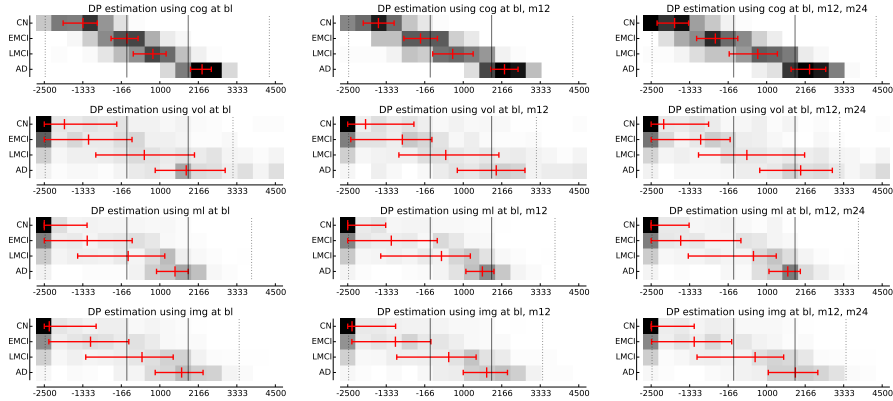 DP estimation using cog at bl
DP estimation using cog at bl, m12
DP estimation using cog at bl, m12, m24
CN
EMCI
LMCI
AD
-2500 -1333 -166 1000 2166 3333 4500
CN
EMCI
LMCI
AD
-2500 -1333 -166 1000 2166 3333 4500
CN
EMCI
LMCI
AD
-2500 -1333 -166 1000 2166 3333 4500
DP estimation using vol at bl
DP estimation using vol at bl, m12
DP estimation using vol at bl, m12, m24
CN
EMCI
LMCI
AD
-2500 -1333 -166 1000 2166 3333 4500
CN
EMCI
LMCI
AD
-2500 -1333 -166 1000 2166 3333 4500
CN
EMCI
LMCI
AD
-2500 -1333 -166 1000 2166 3333 4500
DP estimation using ml at bl
DP estimation using ml at bl, m12
DP estimation using ml at bl, m12, m24
CN
EMCI
LMCI
AD
-2500 -1333 -166 1000 2166 3333 4500
CN
EMCI
LMCI
AD
-2500 -1333 -166 1000 2166 3333 4500
CN
EMCI
LMCI
AD
-2500 -1333 -166 1000 2166 3333 4500
DP estimation using img at bl
DP estimation using img at bl, m12
DP estimation using img at bl, m12, m24
CN
EMCI
LMCI
AD
-2500 -1333 -166 1000 2166 3333 4500
CN
EMCI
LMCI
AD
-2500 -1333 -166 1000 2166 3333 4500
CN
EMCI
LMCI
AD
-2500 -1333 -166 1000 2166 3333 4500